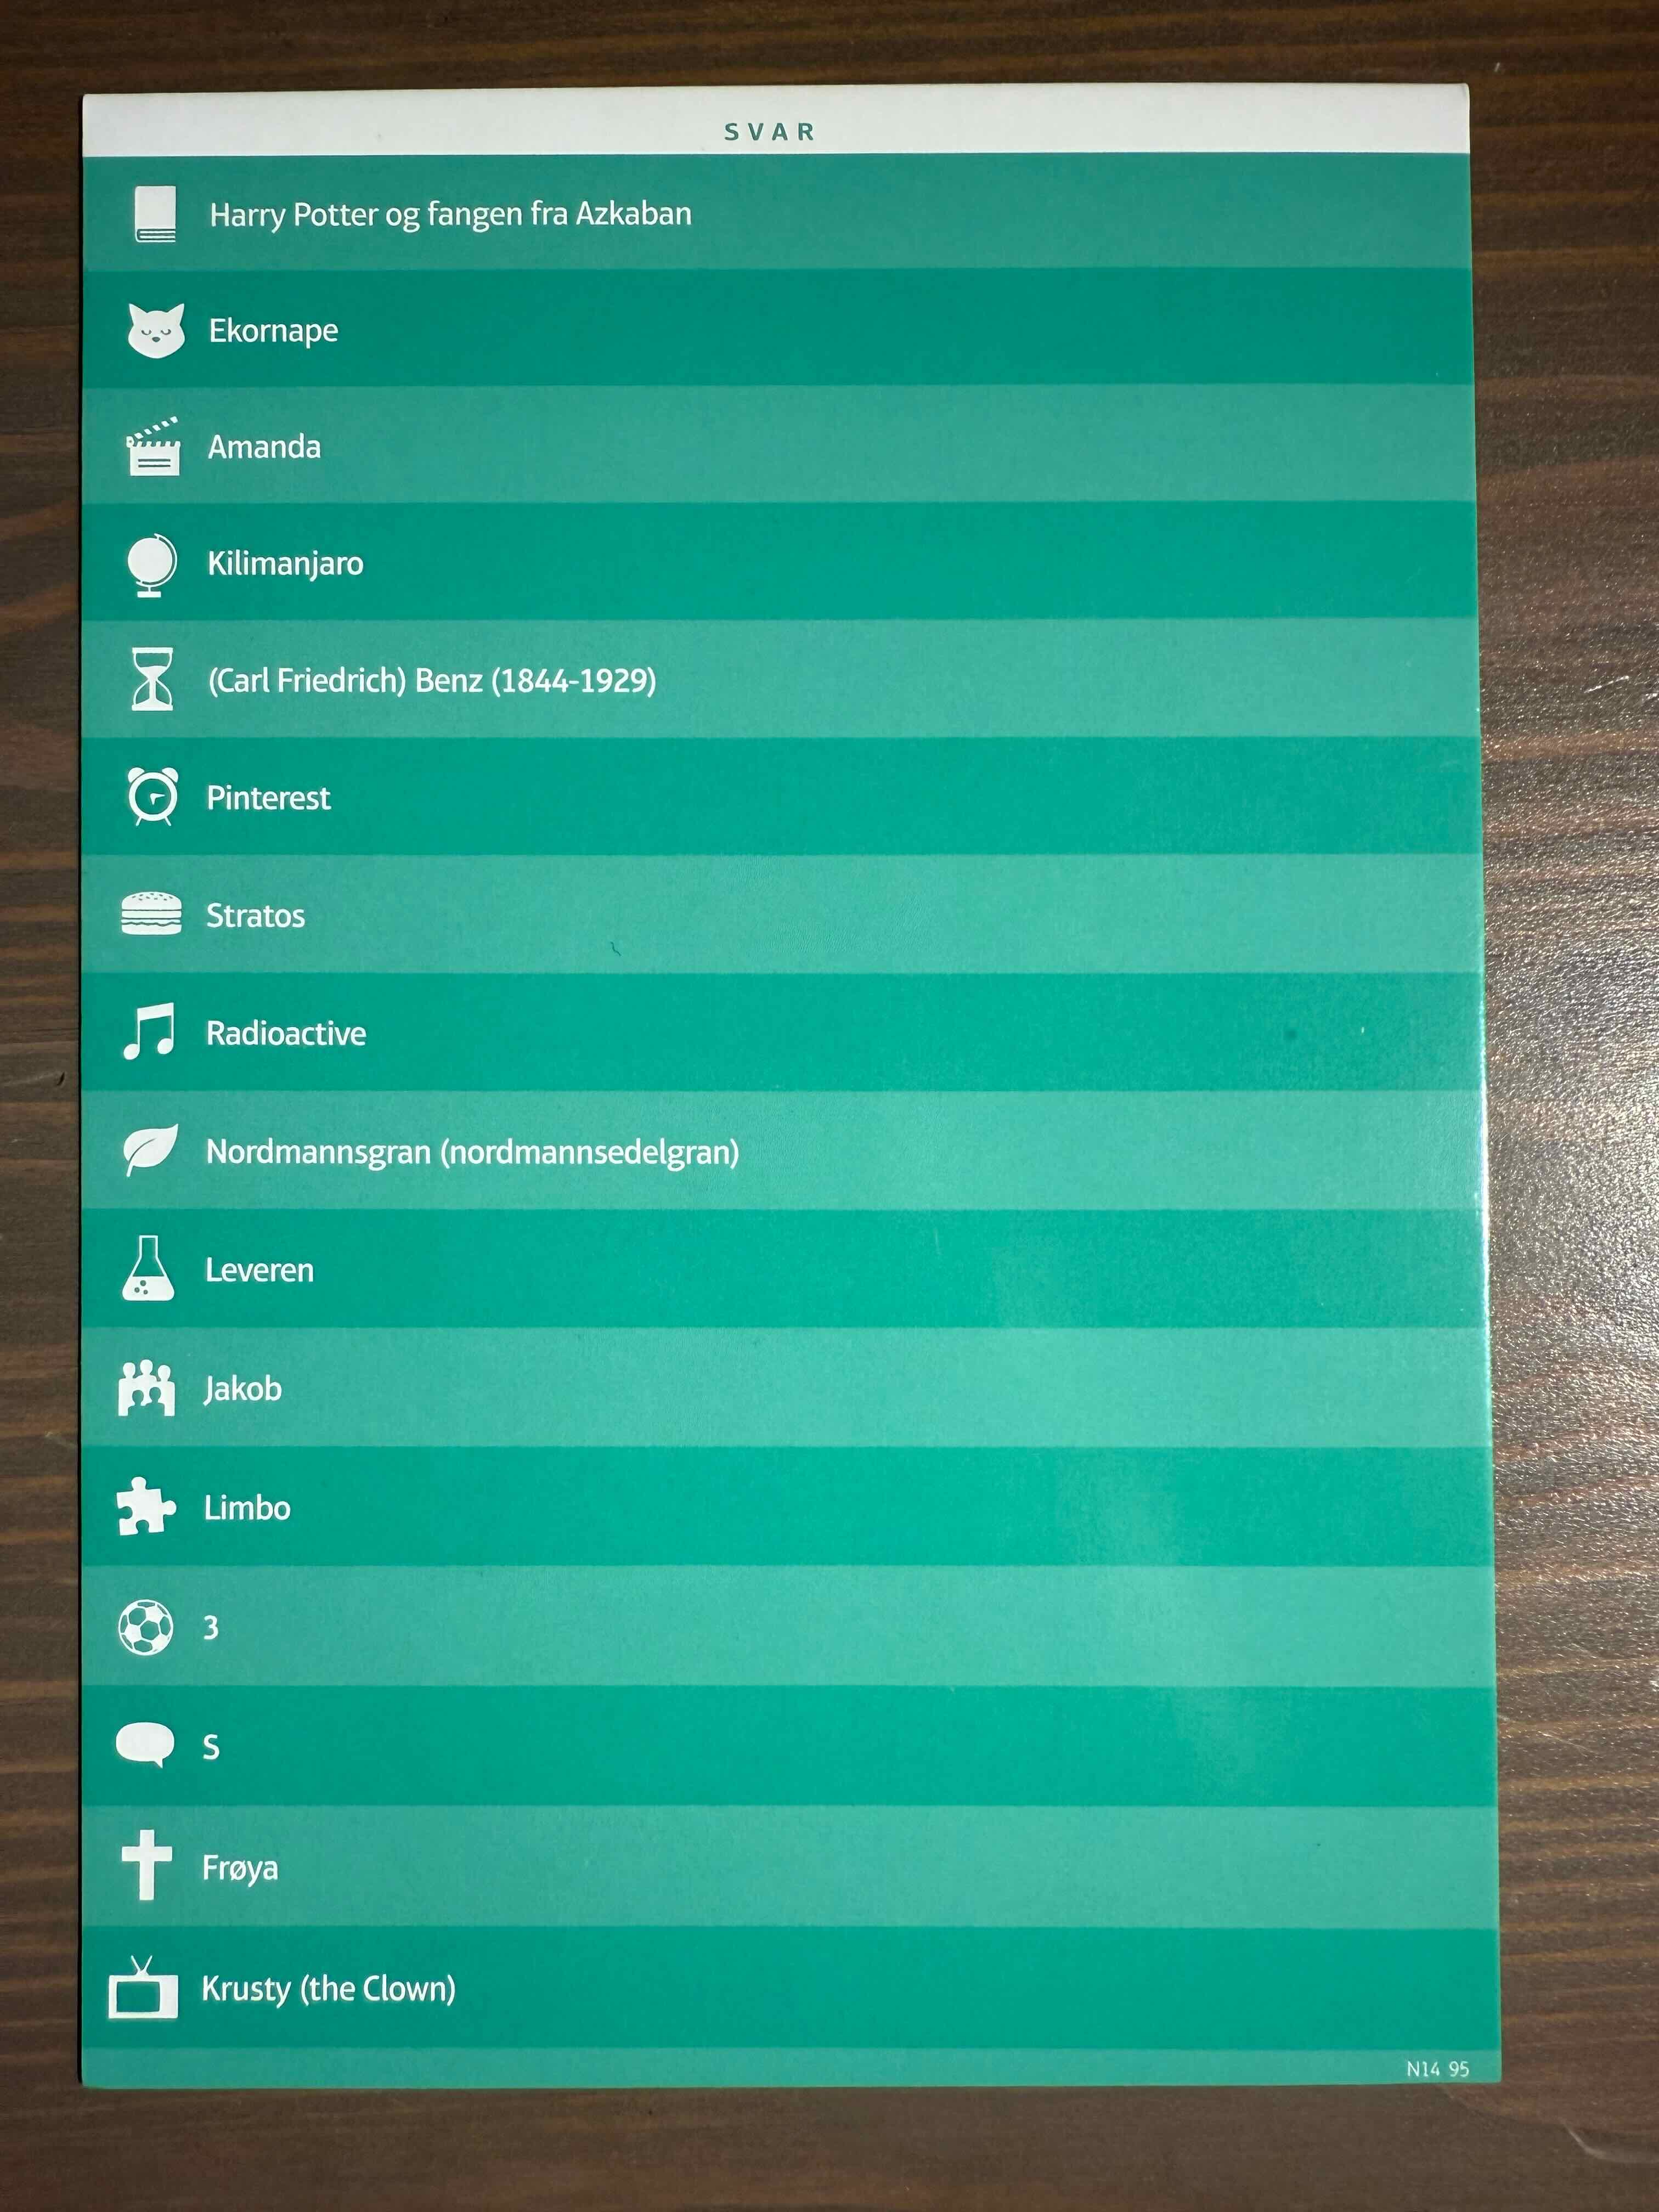 SVAR
Harry Potter og fangen fra Azkaban
Ekornape
Amanda
Kilimanjaro
(Carl Friedrich) Benz (1844-1929)
Pinterest
Stratos
Radioactive
Nordmannsgran (nordmannsedelgran)
Leveren
Jakob
Limbo
3
S
Frøya
Krusty (the Clown)
N14 95